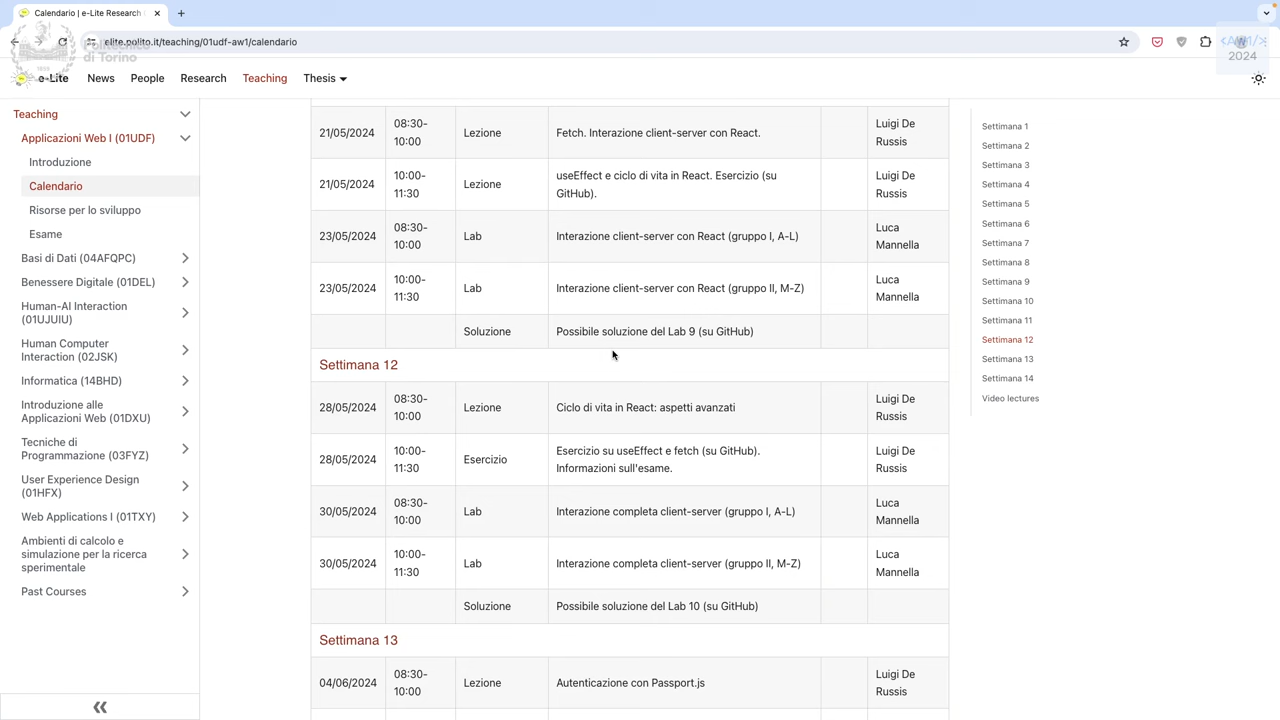 Calendario | e-Lite Research
elite.polito.it/teaching/01udf-aw1/calendario
Politecnico
di Torino
<AW1/>
2024
e-Lite
News
People
Research
Teaching
Thesis
Teaching
Applicazioni Web I (01UDF)
Introduzione
Calendario
Risorse per lo sviluppo
Esame
Basi di Dati (04AFQPC)
Benessere Digitale (01DEL)
Human-AI Interaction
(01UJUIU)
Human Computer
Interaction (02JSK)
Informatica (14BHD)
Introduzione alle
Applicazioni Web (01DXU)
Tecniche di
Programmazione (03FYZ)
User Experience Design
(01HFX)
Web Applications I (01TXY)
Ambienti di calcolo e
simulazione per la ricerca
sperimentale
Past Courses
21/05/2024 08:30- Lezione Fetch. Interazione client-server con React. Luigi De
10:00 Russis
21/05/2024 10:00- Lezione useEffect e ciclo di vita in React. Esercizio (su Luigi De
11:30 GitHub). Russis
23/05/2024 08:30- Lab Interazione client-server con React (gruppo I, A-L) Luca
10:00 Mannella
23/05/2024 10:00- Lab Interazione client-server con React (gruppo II, M-Z) Luca
11:30 Mannella
Soluzione Possibile soluzione del Lab 9 (su GitHub)
Settimana 12
28/05/2024 08:30- Lezione Ciclo di vita in React: aspetti avanzati Luigi De
10:00 Russis
28/05/2024 10:00- Esercizio Esercizio su useEffect e fetch (su GitHub). Luigi De
11:30 Informazioni sull'esame. Russis
30/05/2024 08:30- Lab Interazione completa client-server (gruppo I, A-L) Luca
10:00 Mannella
30/05/2024 10:00- Lab Interazione completa client-server (gruppo II, M-Z) Luca
11:30 Mannella
Soluzione Possibile soluzione del Lab 10 (su GitHub)
Settimana 13
04/06/2024 08:30- Lezione Autenticazione con Passport.js Luigi De
10:00 Russis
Settimana 1
Settimana 2
Settimana 3
Settimana 4
Settimana 5
Settimana 6
Settimana 7
Settimana 8
Settimana 9
Settimana 10
Settimana 11
Settimana 12
Settimana 13
Settimana 14
Video lectures